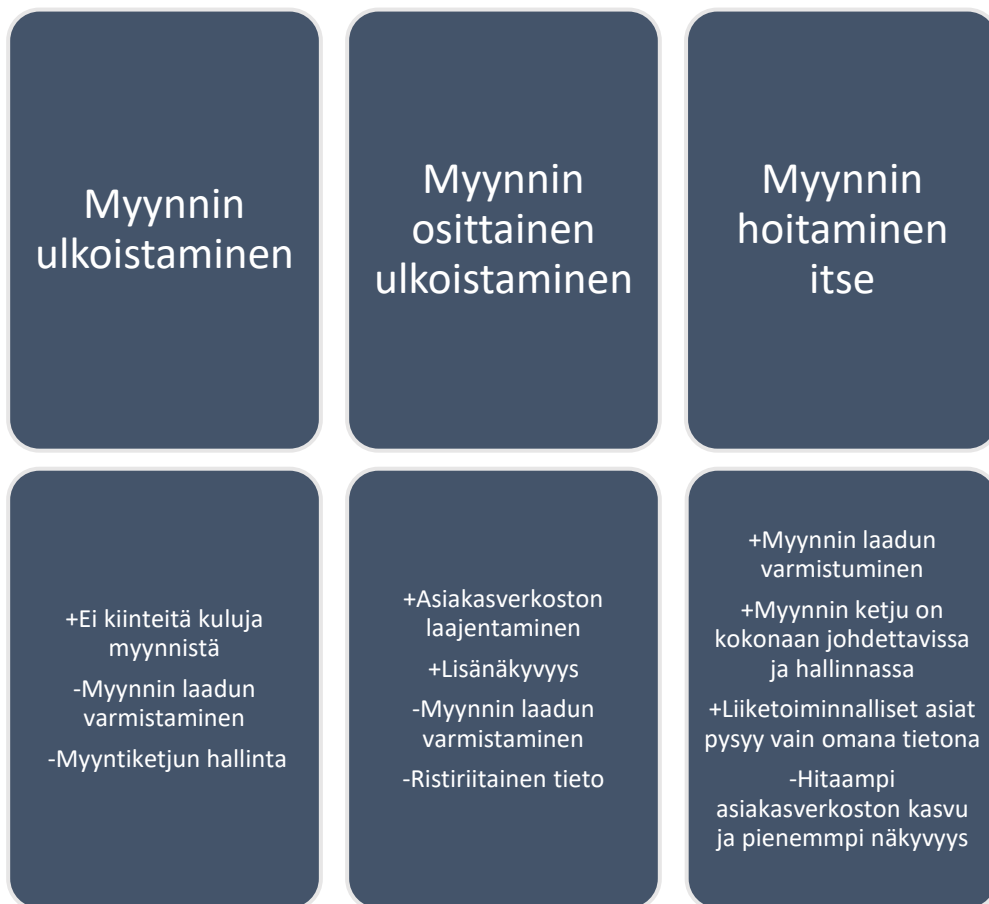 Myynnin
ulkoistaminen
Myynnin
osittainen
ulkoistaminen
Myynnin
hoitaminen
itse
+Ei kiinteitä kuluja
myynnistä
-Myynnin laadun
varmistaminen
-Myyntiketjun hallinta
+Asiakasverkoston
laajentaminen
+Lisänäkyvyys
-Myynnin laadun
varmistaminen
-Ristiriitainen tieto
+Myynnin laadun
varmistuminen
+Myynnin ketju on
kokonaan johdettavissa
ja hallinnassa
+Liiketoiminnalliset asiat
pysyy vain omana tietona
-Hitaampi
asiakasverkoston kasvu
ja pienemmpi näkyvyys